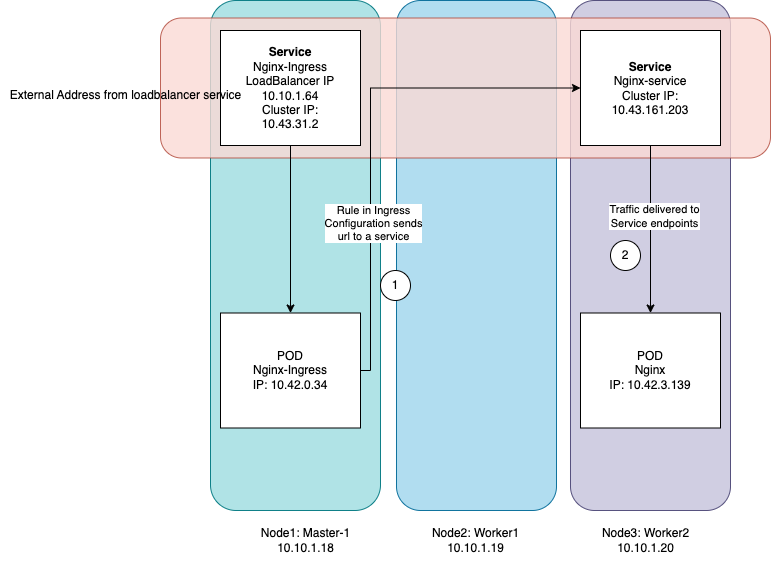 Service
Nginx-Ingress
LoadBalancer IP
10.10.1.64
Cluster IP:
10.43.31.2
External Address from loadbalancer service
Service
Nginx-service
Cluster IP:
10.43.161.203
Rule in Ingress
Configuration sends
url to a service
1
Traffic delivered to
Service endpoints
2
POD
Nginx-Ingress
IP: 10.42.0.34
POD
Nginx
IP: 10.42.3.139
Node1: Master-1
10.10.1.18
Node2: Worker1
10.10.1.19
Node3: Worker2
10.10.1.20